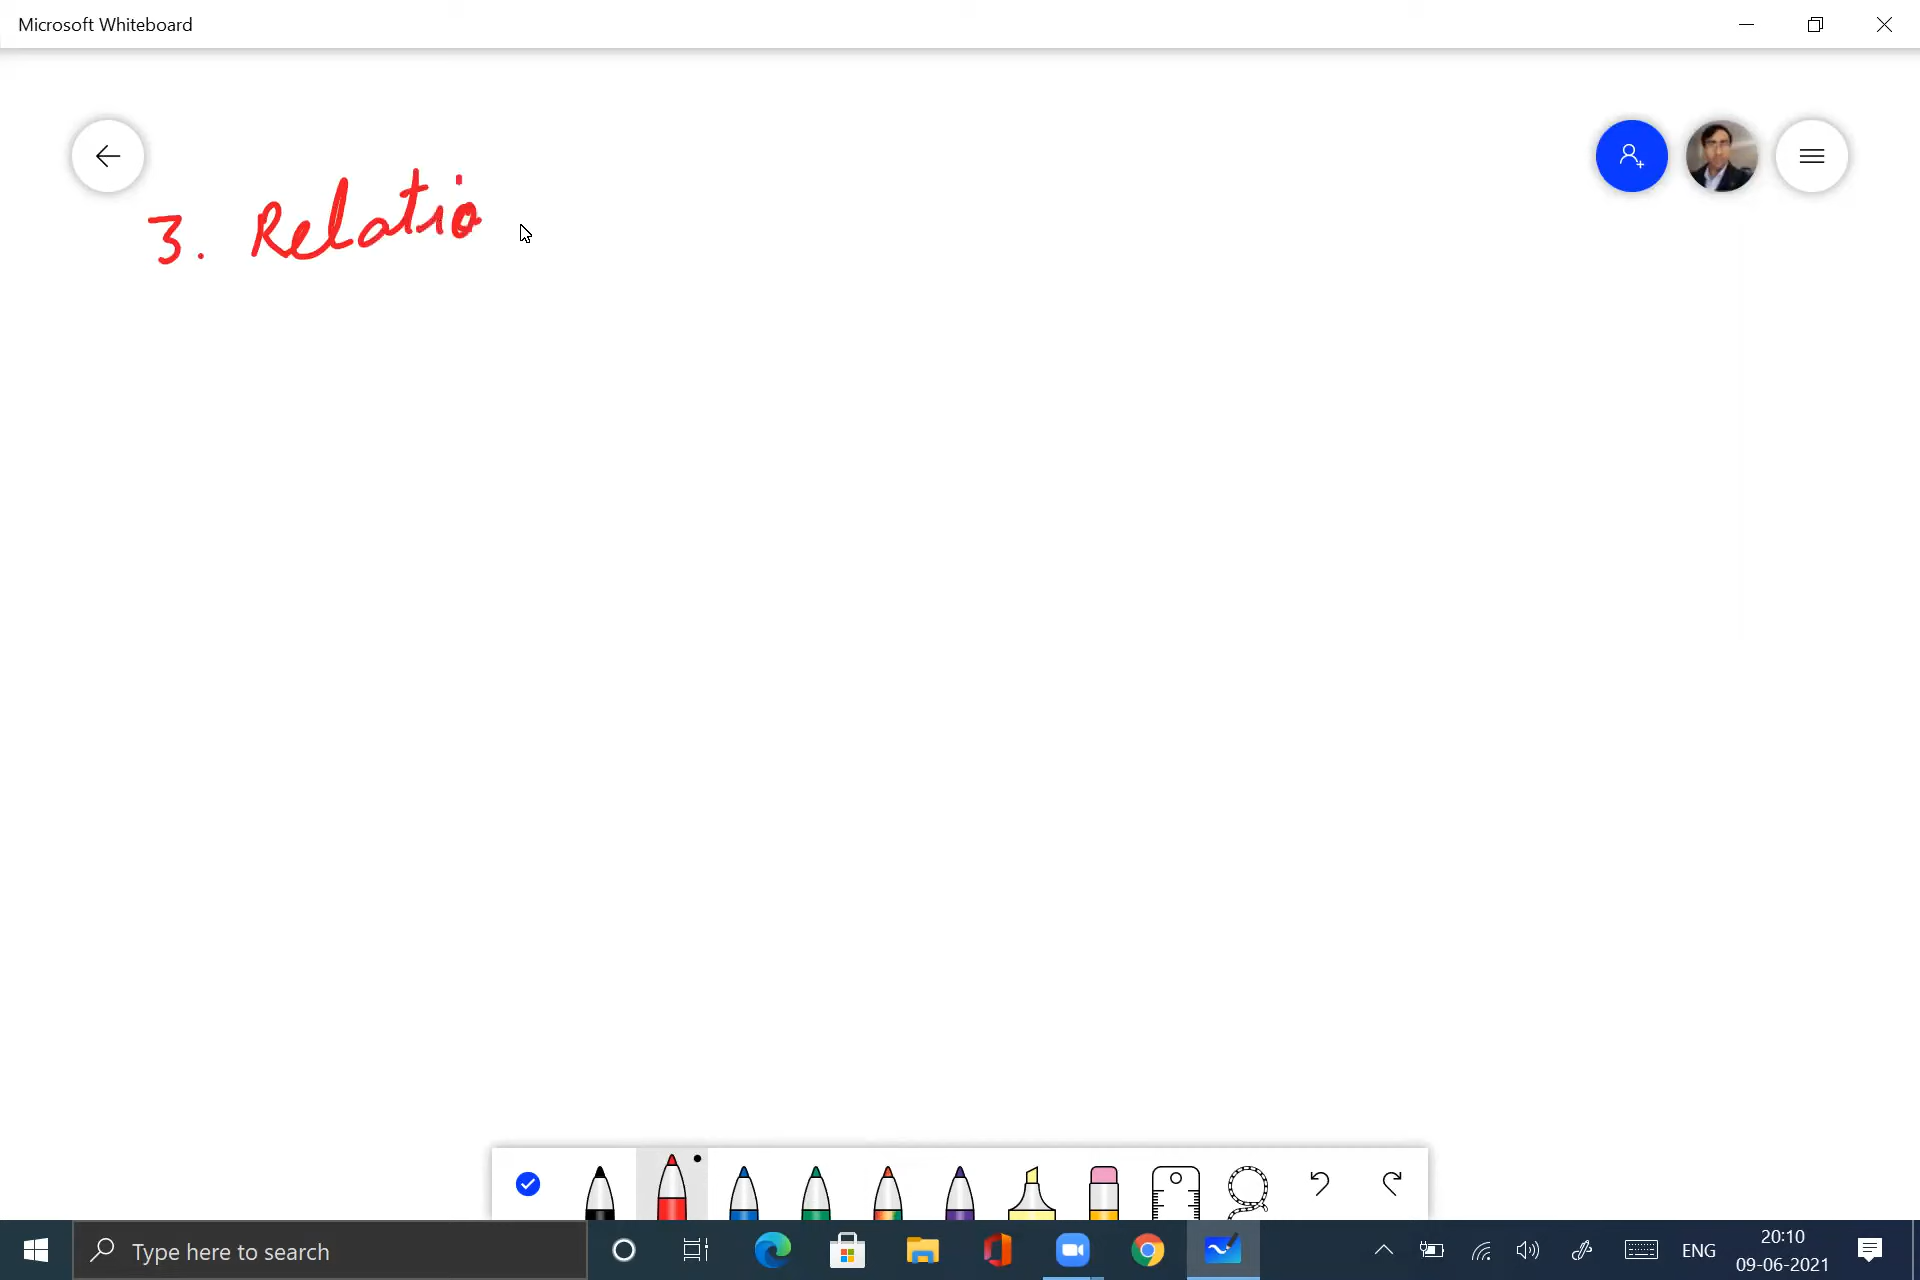 Microsoft Whiteboard
3. Relatio
Type here to search
ENG
20:10
09-06-2021